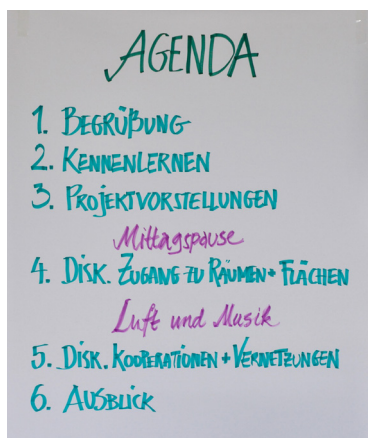 AGENDA
1. BEGRÜßUNG
2. KENNENLERNEN
3. PROJEKTVORSTELLUNGEN
Mittagspause
4. DISK. ZUGANG ZU RÄUMEN + FLÄCHEN
Luft und Musik
5. DISK. KOOPERATIONEN + VERNETZUNGEN
6. AUSBLICK